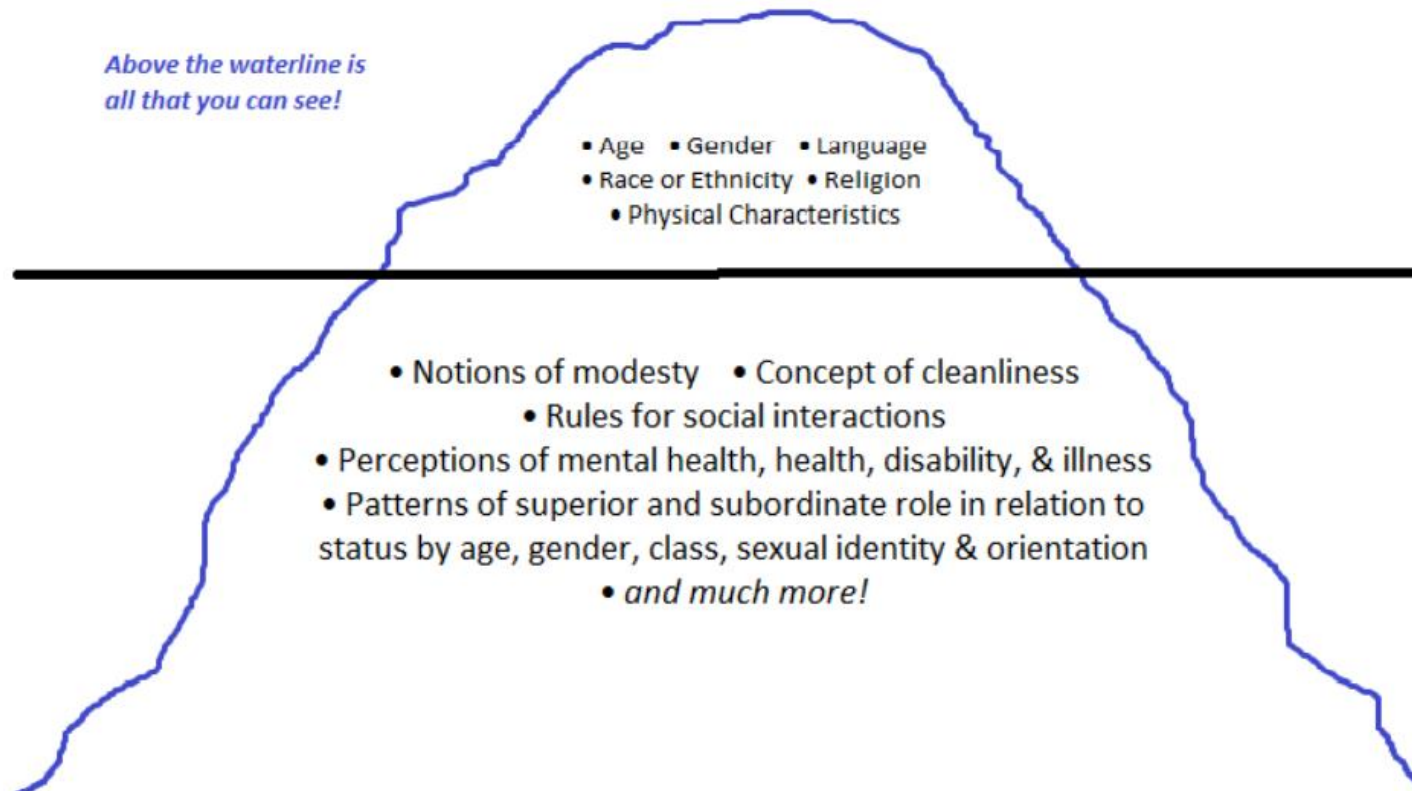 Above the waterline is
all that you can see!
▪ Age ▪ Gender ▪ Language
• Race or Ethnicity • Religion
• Physical Characteristics
• Notions of modesty • Concept of cleanliness
• Rules for social interactions
• Perceptions of mental health, health, disability, & illness
• Patterns of superior and subordinate role in relation to
status by age, gender, class, sexual identity & orientation
• and much more!